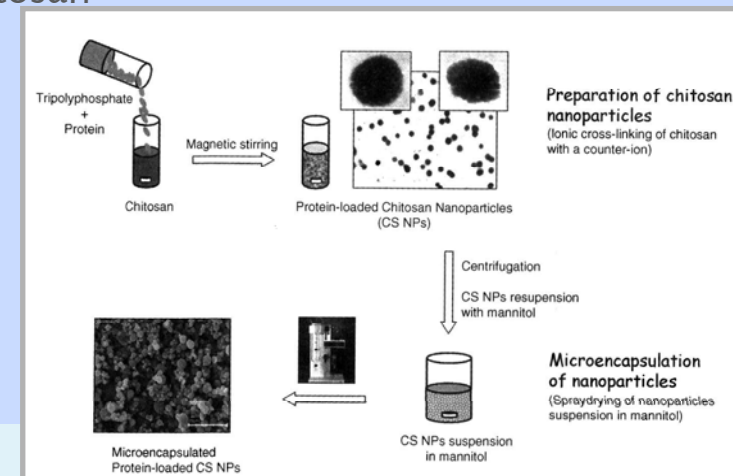 Tripolyphosphate
+
Protein
Magnetic stirring
Chitosan
Protein-loaded Chitosan Nanoparticles
(CS NPs)
Preparation of chitosan
nanoparticles
(Ionic cross-linking of chitosan
with a counter-ion)
Centrifugation
CS NPs resupension
with mannitol
Microencapsulation
of nanoparticles
(Spraydrying of nanoparticles
suspension in mannitol)
CS NPs suspension
in mannitol
Microencapsulated
Protein-loaded CS NPs